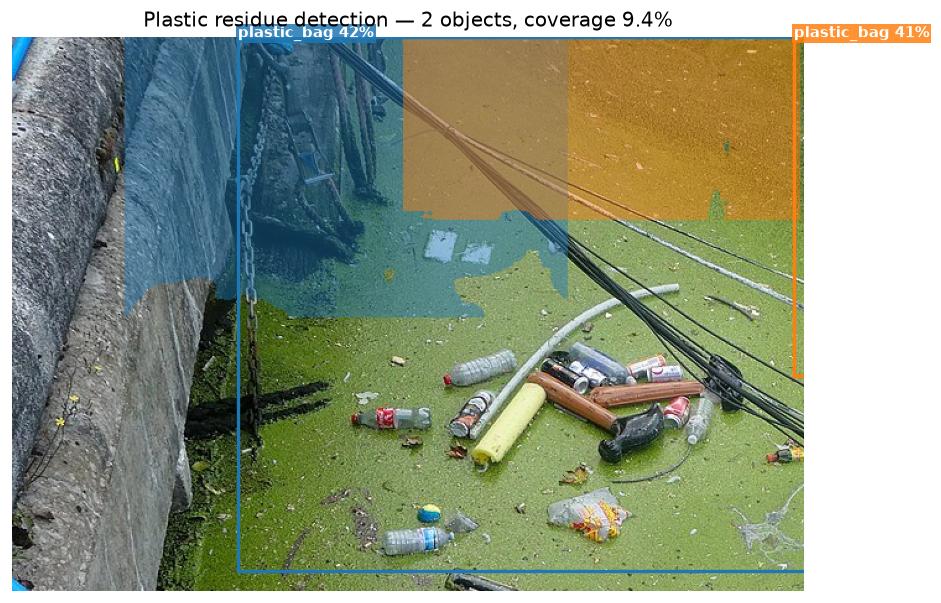 Plastic residue detection — 2 objects, coverage 9.4%
plastic_bag 42%
plastic_bag 41%